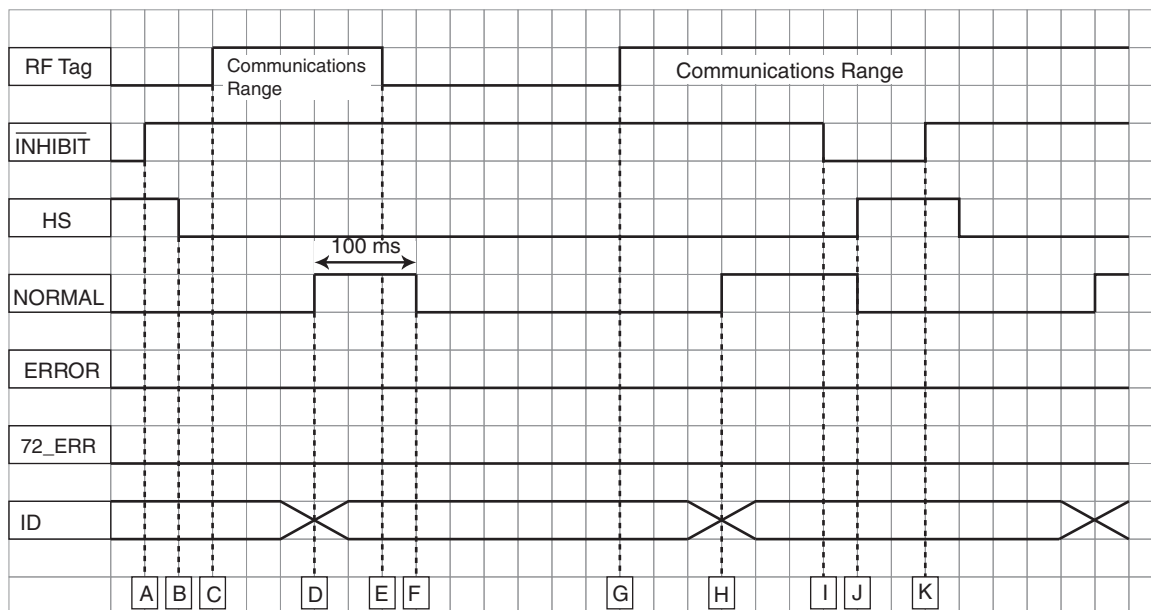 RF Tag
Communications
Range
Communications Range
INHIBIT
HS
100 ms
NORMAL
ERROR
72_ERR
ID
A B C D E F G H I J K